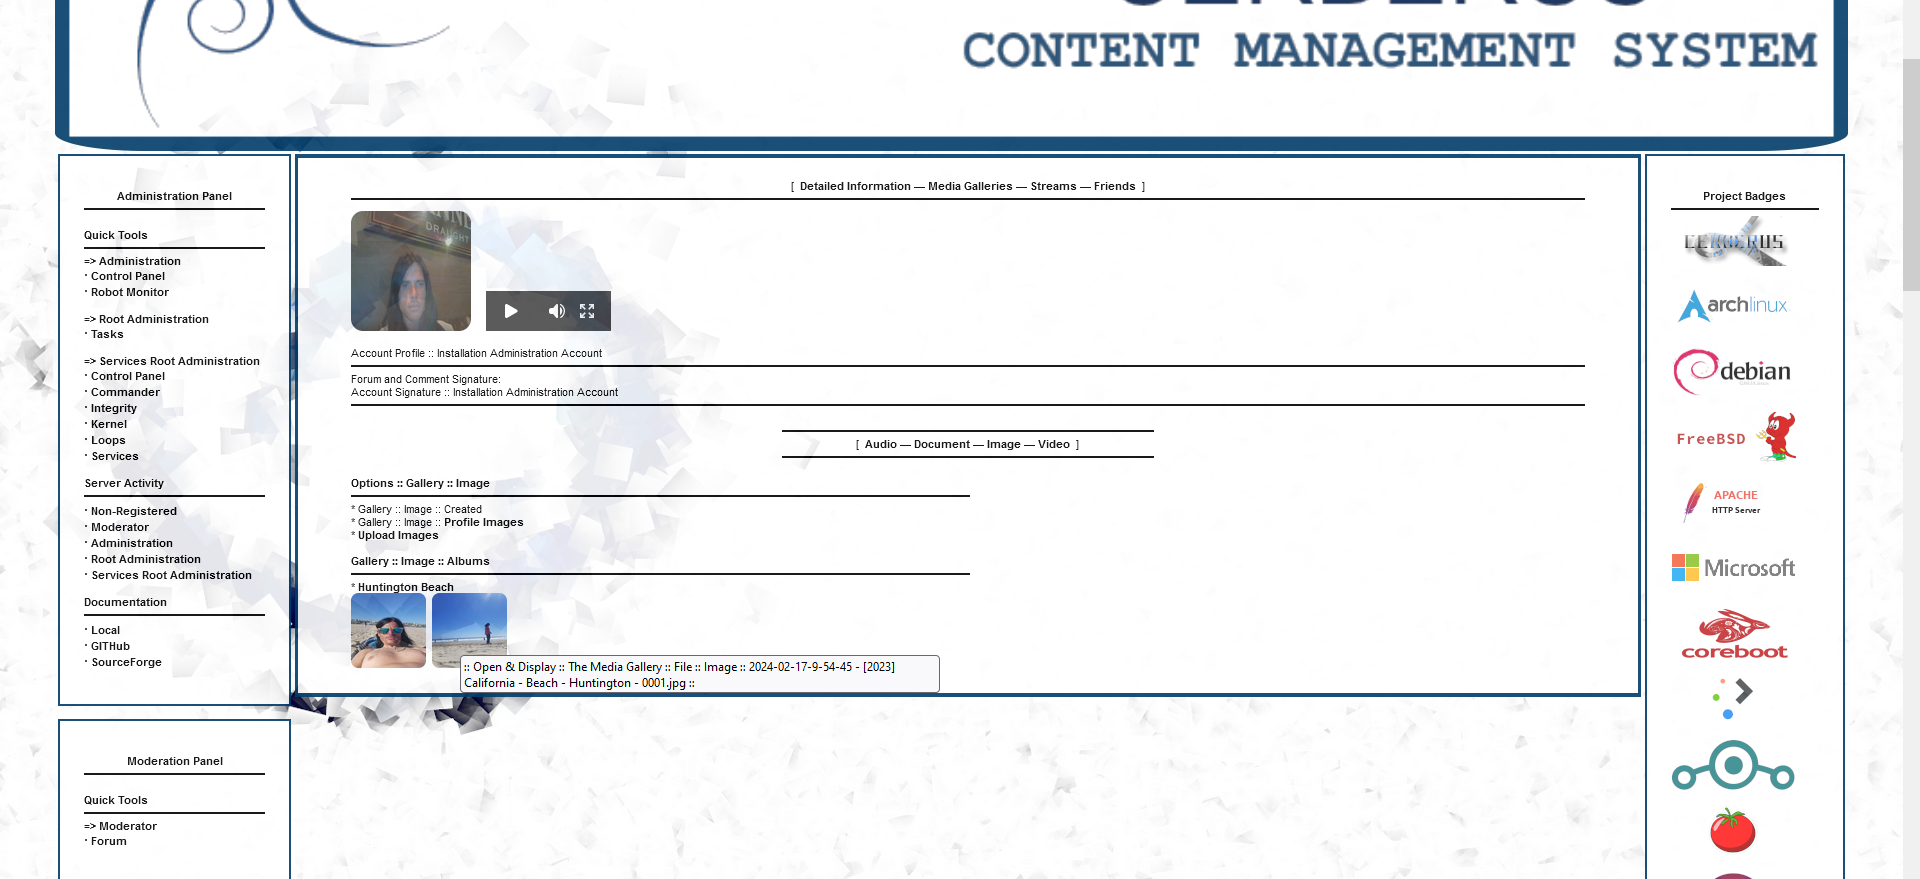 CERBERUS
CONTENT MANAGEMENT SYSTEM
Administration Panel
Quick Tools
=> Administration
· Control Panel
· Robot Monitor
=> Root Administration
· Tasks
=> Services Root Administration
· Control Panel
· Commander
· Integrity
· Kernel
· Loops
· Services
Server Activity
· Non-Registered
· Moderator
· Administration
· Root Administration
· Services Root Administration
Documentation
· Local
· GITHub
· SourceForge
Moderation Panel
Quick Tools
=> Moderator
· Forum
[ Detailed Information — Media Galleries — Streams — Friends ]
DRAUGHT
Account Profile :: Installation Administration Account
Forum and Comment Signature:
Account Signature :: Installation Administration Account
[ Audio — Document — Image — Video ]
Options :: Gallery :: Image
* Gallery :: Image :: Created
* Gallery :: Image :: Profile Images
* Upload Images
Gallery :: Image :: Albums
* Huntington Beach
:: Open & Display :: The Media Gallery :: File :: Image :: 2024-02-17-9-54-45 - [2023]
California - Beach - Huntington - 0001.jpg ::
Project Badges
CERBERUS
archlinux
debian
FreeBSD
APACHE
HTTP Server
Microsoft
coreboot